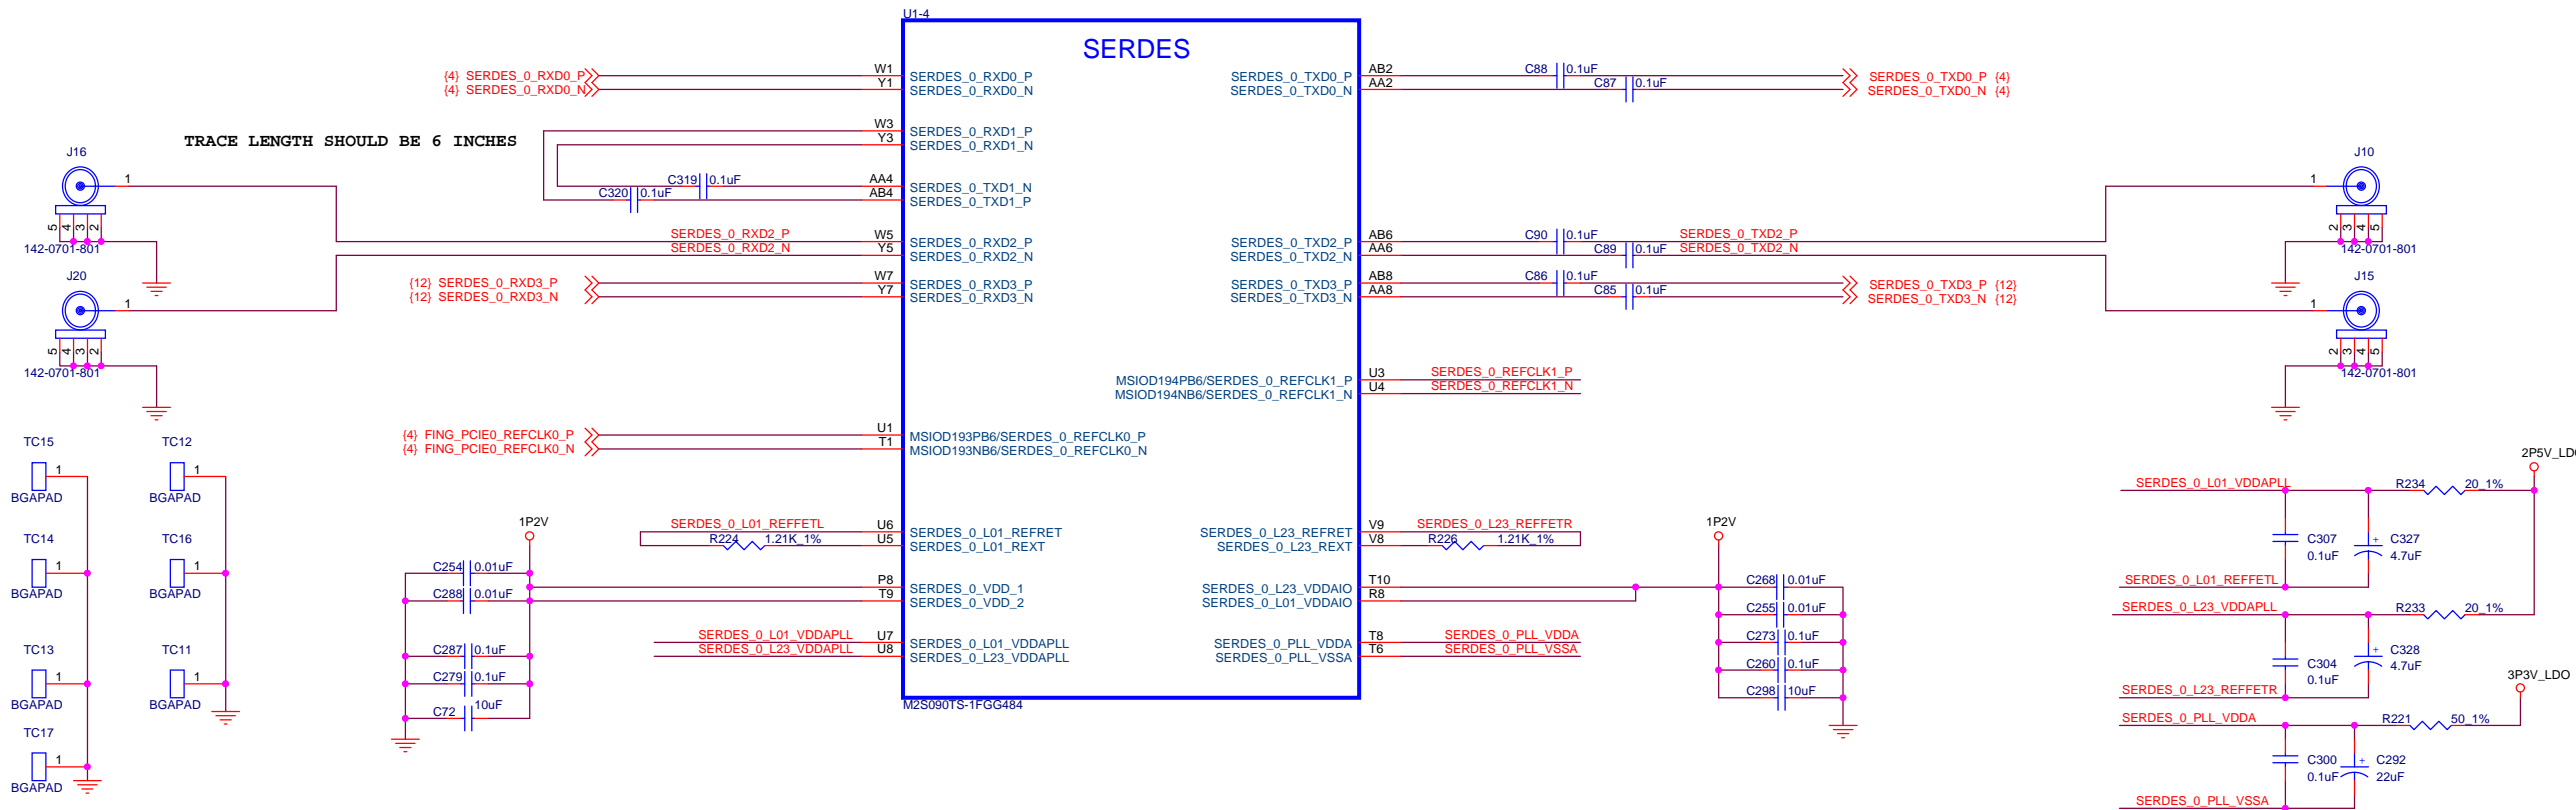 U1-4
SERDES
{4} SERDES_0_RXD0_P
{4} SERDES_0_RXD0_N
W1
Y1
SERDES_0_RXD0_P
SERDES_0_RXD0_N
SERDES_0_TXD0_P
SERDES_0_TXD0_N
AB2
AA2
C88 0.1uF
C87 0.1uF
SERDES_0_TXD0_P {4}
SERDES_0_TXD0_N {4}
TRACE LENGTH SHOULD BE 6 INCHES
W3
Y3
SERDES_0_RXD1_P
SERDES_0_RXD1_N
C319 0.1uF
C320 0.1uF
AA4
AB4
SERDES_0_TXD1_N
SERDES_0_TXD1_P
J16
1
5 4 3 2
142-0701-801
J20
1
5 4 3 2
142-0701-801
SERDES_0_RXD2_P
SERDES_0_RXD2_N
W5
Y5
SERDES_0_RXD2_P
SERDES_0_RXD2_N
SERDES_0_TXD2_P
SERDES_0_TXD2_N
AB6
AA6
C90 0.1uF
C89 0.1uF
SERDES_0_TXD2_P
SERDES_0_TXD2_N
J10
1
2 3 4 5
142-0701-801
J15
1
2 3 4 5
142-0701-801
{12} SERDES_0_RXD3_P
{12} SERDES_0_RXD3_N
W7
Y7
SERDES_0_RXD3_P
SERDES_0_RXD3_N
SERDES_0_TXD3_P
SERDES_0_TXD3_N
AB8
AA8
C86 0.1uF
C85 0.1uF
SERDES_0_TXD3_P {12}
SERDES_0_TXD3_N {12}
MSIOD194PB6/SERDES_0_REFCLK1_P
MSIOD194NB6/SERDES_0_REFCLK1_N
U3
U4
SERDES_0_REFCLK1_P
SERDES_0_REFCLK1_N
{4} FING_PCIE0_REFCLK0_P
{4} FING_PCIE0_REFCLK0_N
U1
T1
MSIOD193PB6/SERDES_0_REFCLK0_P
MSIOD193NB6/SERDES_0_REFCLK0_N
TC15
1
BGAPAD
TC12
1
BGAPAD
TC14
1
BGAPAD
TC16
1
BGAPAD
TC13
1
BGAPAD
TC11
1
BGAPAD
TC17
1
BGAPAD
1P2V
SERDES_0_L01_REFFETL
R224 1.21K_1%
U6
U5
SERDES_0_L01_REFRET
SERDES_0_L01_REXT
SERDES_0_L23_REFRET
SERDES_0_L23_REXT
V9
V8
SERDES_0_L23_REFFETR
R226 1.21K_1%
1P2V
C254 0.01uF
C288 0.01uF
C287 0.1uF
C279 0.1uF
C72 10uF
P8
T9
SERDES_0_VDD_1
SERDES_0_VDD_2
SERDES_0_L23_VDDAIO
SERDES_0_L01_VDDAIO
T10
R8
SERDES_0_L01_VDDAPLL
SERDES_0_L23_VDDAPLL
U7
U8
SERDES_0_L01_VDDAPLL
SERDES_0_L23_VDDAPLL
SERDES_0_PLL_VDDA
SERDES_0_PLL_VSSA
T8
T6
SERDES_0_PLL_VDDA
SERDES_0_PLL_VSSA
M2S090TS-1FGG484
C268 0.01uF
C255 0.01uF
C273 0.1uF
C260 0.1uF
C298 10uF
2P5V_LD
SERDES_0_L01_VDDAPLL
R234 20_1%
C307
0.1uF
+
C327
4.7uF
SERDES_0_L01_REFFETL
SERDES_0_L23_VDDAPLL
R233 20_1%
C304
0.1uF
+
C328
4.7uF
SERDES_0_L23_REFFETR
3P3V_LDO
SERDES_0_PLL_VDDA
R221 50_1%
C300
0.1uF
+
C292
22uF
SERDES_0_PLL_VSSA